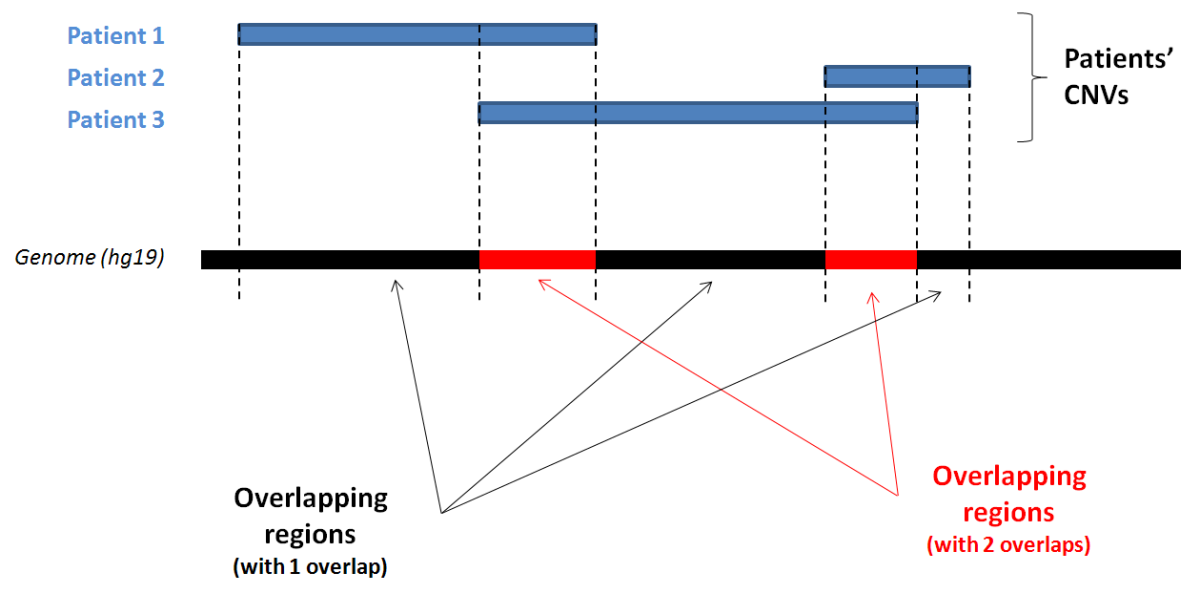 Patient 1
Patient 2
Patient 3
Patients’
CNVs
Genome (hg19)
Overlapping
regions
(with 1 overlap)
Overlapping
regions
(with 2 overlaps)